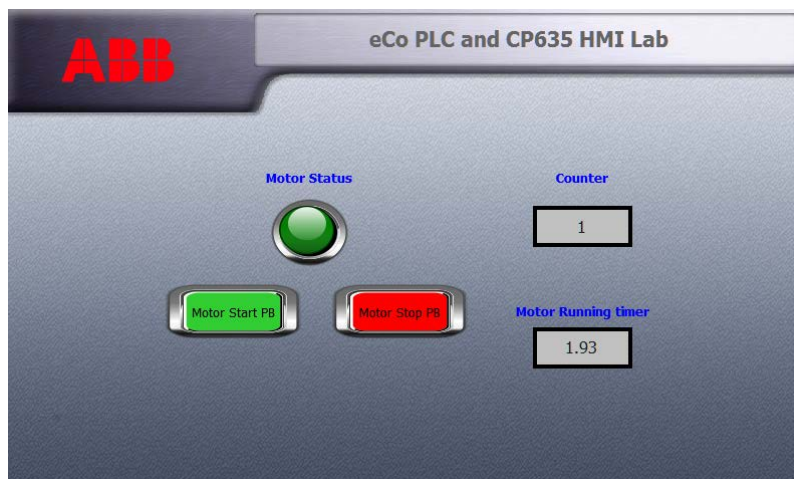 ABB
eCo PLC and CP635 HMI Lab
Motor Status
Counter
1
Motor Start PB
Motor Stop PB
Motor Running timer
1.93